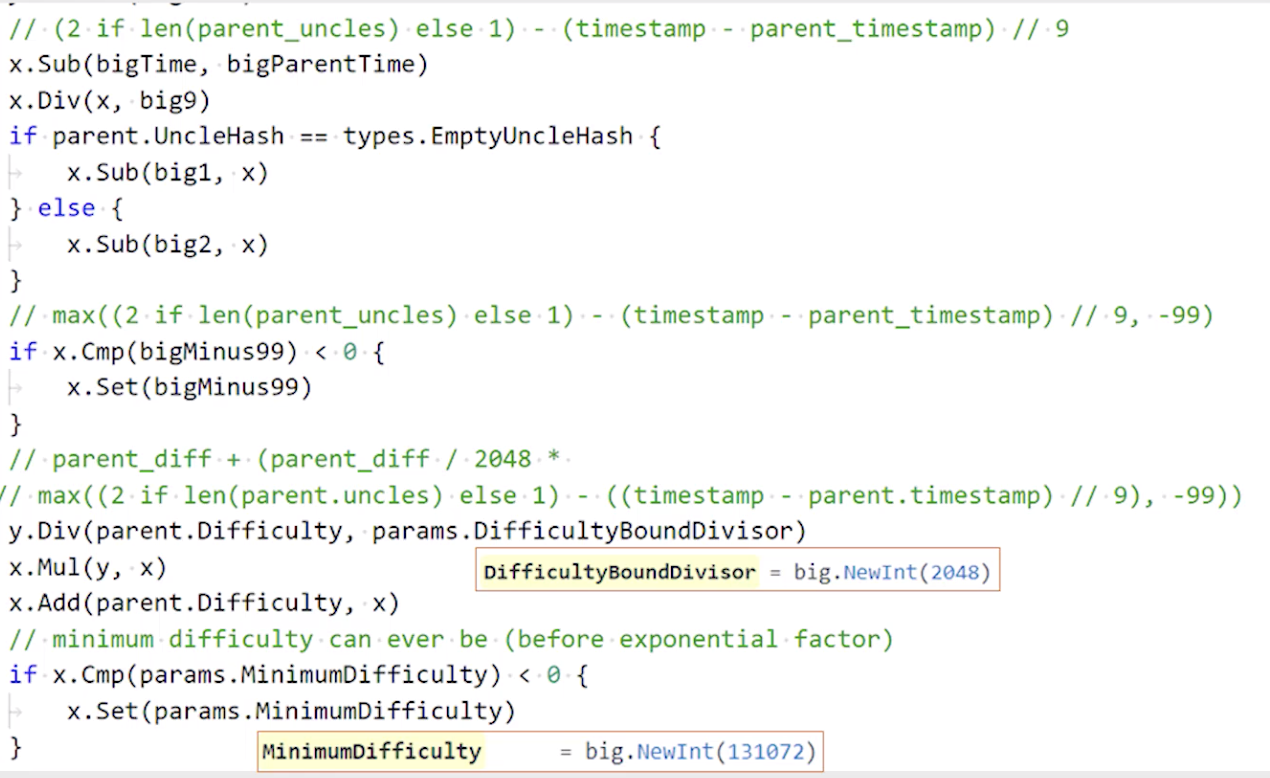 // (2 if len(parent_uncles) else 1) - (timestamp - parent_timestamp) // 9
x.Sub(bigTime, bigParentTime)
x.Div(x, big9)
if parent.UncleHash == types.EmptyUncleHash {
x.Sub(big1, x)
} else {
x.Sub(big2, x)
}
// max((2 if len(parent_uncles) else 1) - (timestamp - parent_timestamp) // 9, -99)
if x.Cmp(bigMinus99) < 0 {
x.Set(bigMinus99)
}
// parent_diff + (parent_diff / 2048 *
// max((2 if len(parent.uncles) else 1) - ((timestamp - parent.timestamp) // 9), -99))
y.Div(parent.Difficulty, params.DifficultyBoundDivisor)
x.Mul(y, x)
DifficultyBoundDivisor = big.NewInt(2048)
x.Add(parent.Difficulty, x)
// minimum difficulty can ever be (before exponential factor)
if x.Cmp(params.MinimumDifficulty) < 0 {
x.Set(params.MinimumDifficulty)
}
MinimumDifficulty = big.NewInt(131072)